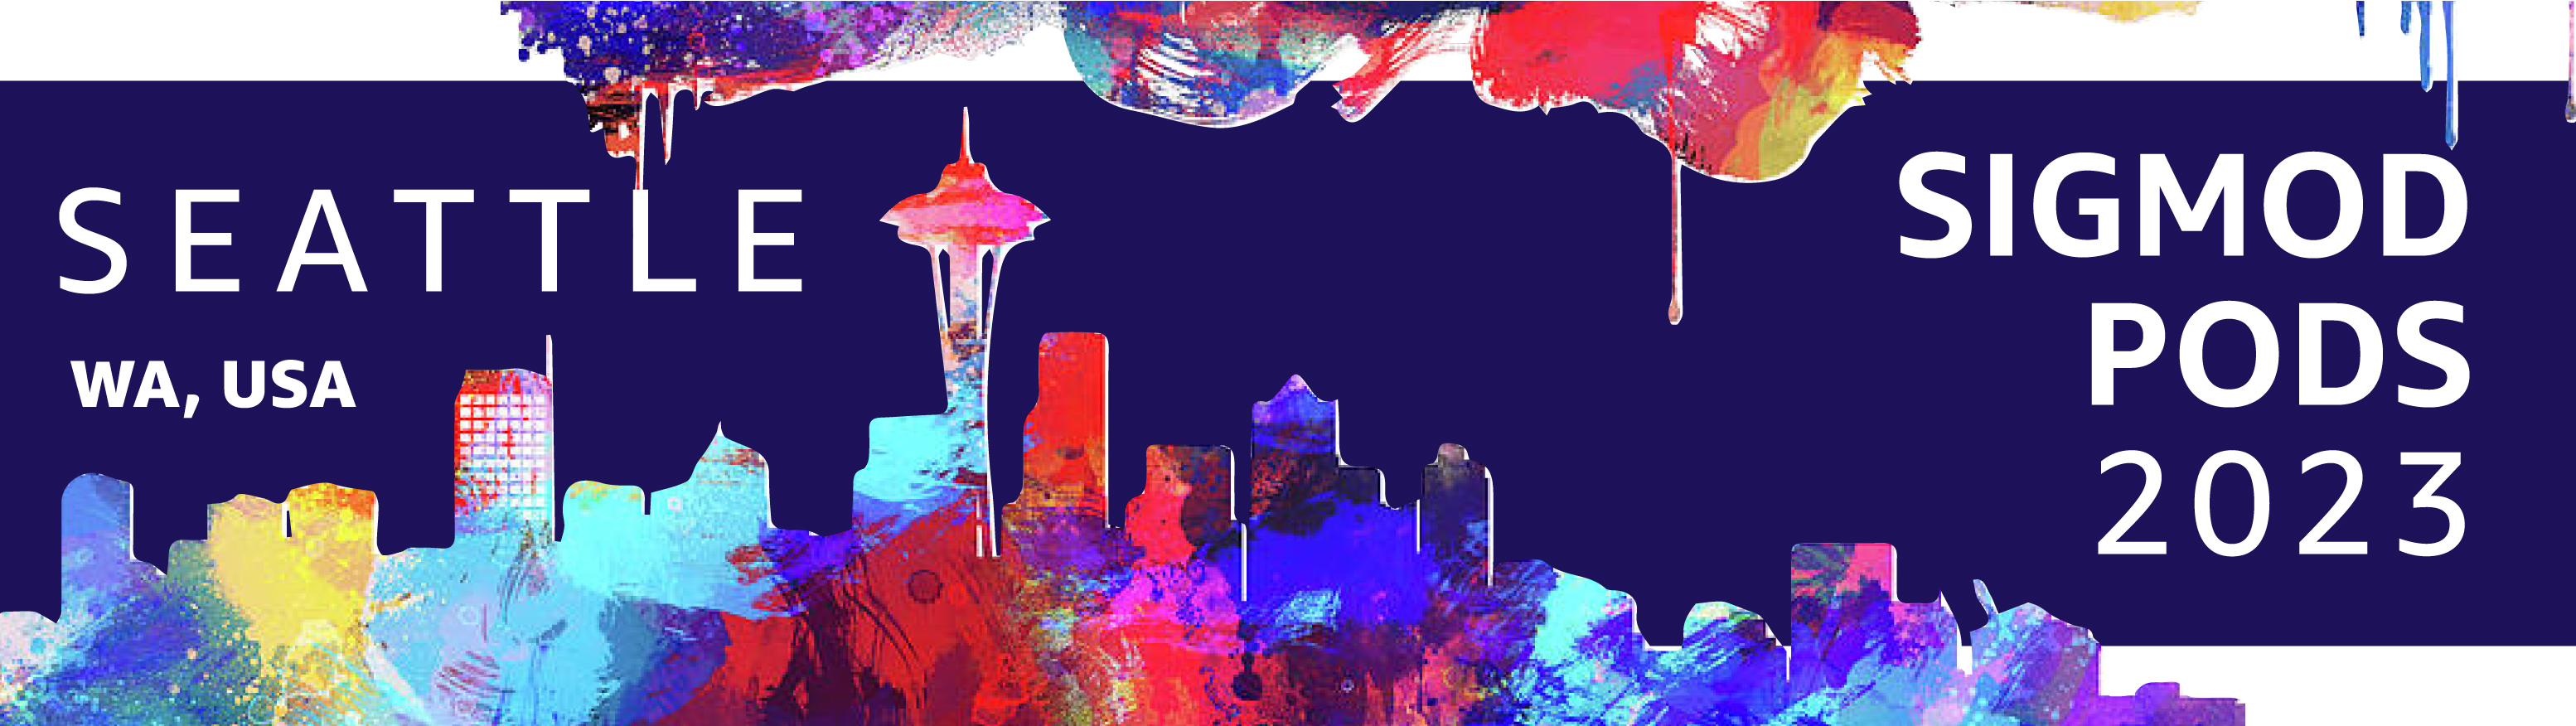 SEATTLE
WA, USA
SIGMOD
PODS
2023